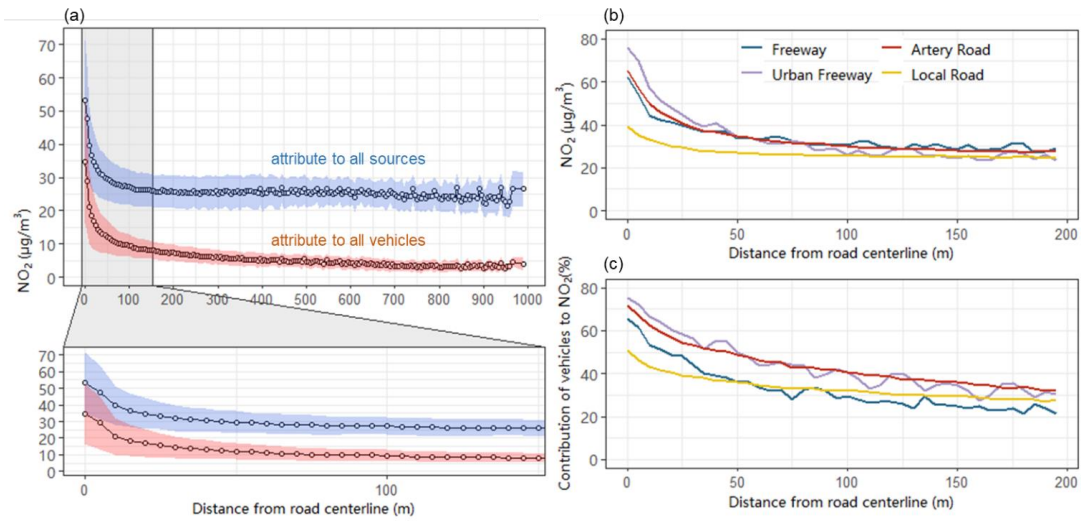 (a)
NO₂ (μg/m³)
70
60
50
40
30
20
10
0
attribute to all sources
attribute to all vehicles
0 100 200 300 400 500 600 700 800 900 1000
70
60
50
40
30
20
10
0
0 100
Distance from road centerline (m)
(b)
NO₂ (μg/m³)
80
60
40
20
0
Freeway Artery Road
Urban Freeway Local Road
0 50 100 150 200
Distance from road centerline (m)
(c)
Contribution of vehicles to NO₂(%)
80
60
40
20
0
0 50 100 150 200
Distance from road centerline (m)